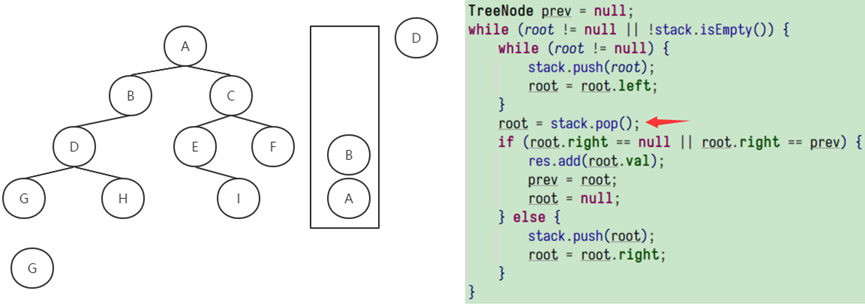 A
B
C
D
E
F
G
H
I
G
B
A
D
TreeNode prev = null;
while (root != null || !stack.isEmpty()) {
    while (root != null) {
        stack.push(root);
        root = root.left;
    }
    root = stack.pop();
    if (root.right == null || root.right == prev) {
        res.add(root.val);
        prev = root;
        root = null;
    } else {
        stack.push(root);
        root = root.right;
    }
}